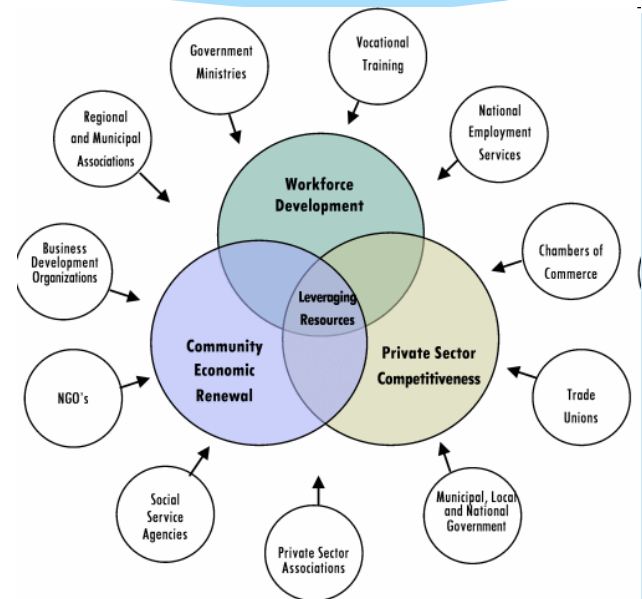 Government
Ministries
Vocational
Training
Regional
and Municipal
Associations
National
Employment
Services
Workforce
Development
Business
Development
Organizations
Chambers of
Commerce
Leveraging
Resources
Community
Economic
Renewal
Private Sector
Competitiveness
NGO's
Trade
Unions
Social
Service
Agencies
Municipal, Local
and National
Government
Private Sector
Associations